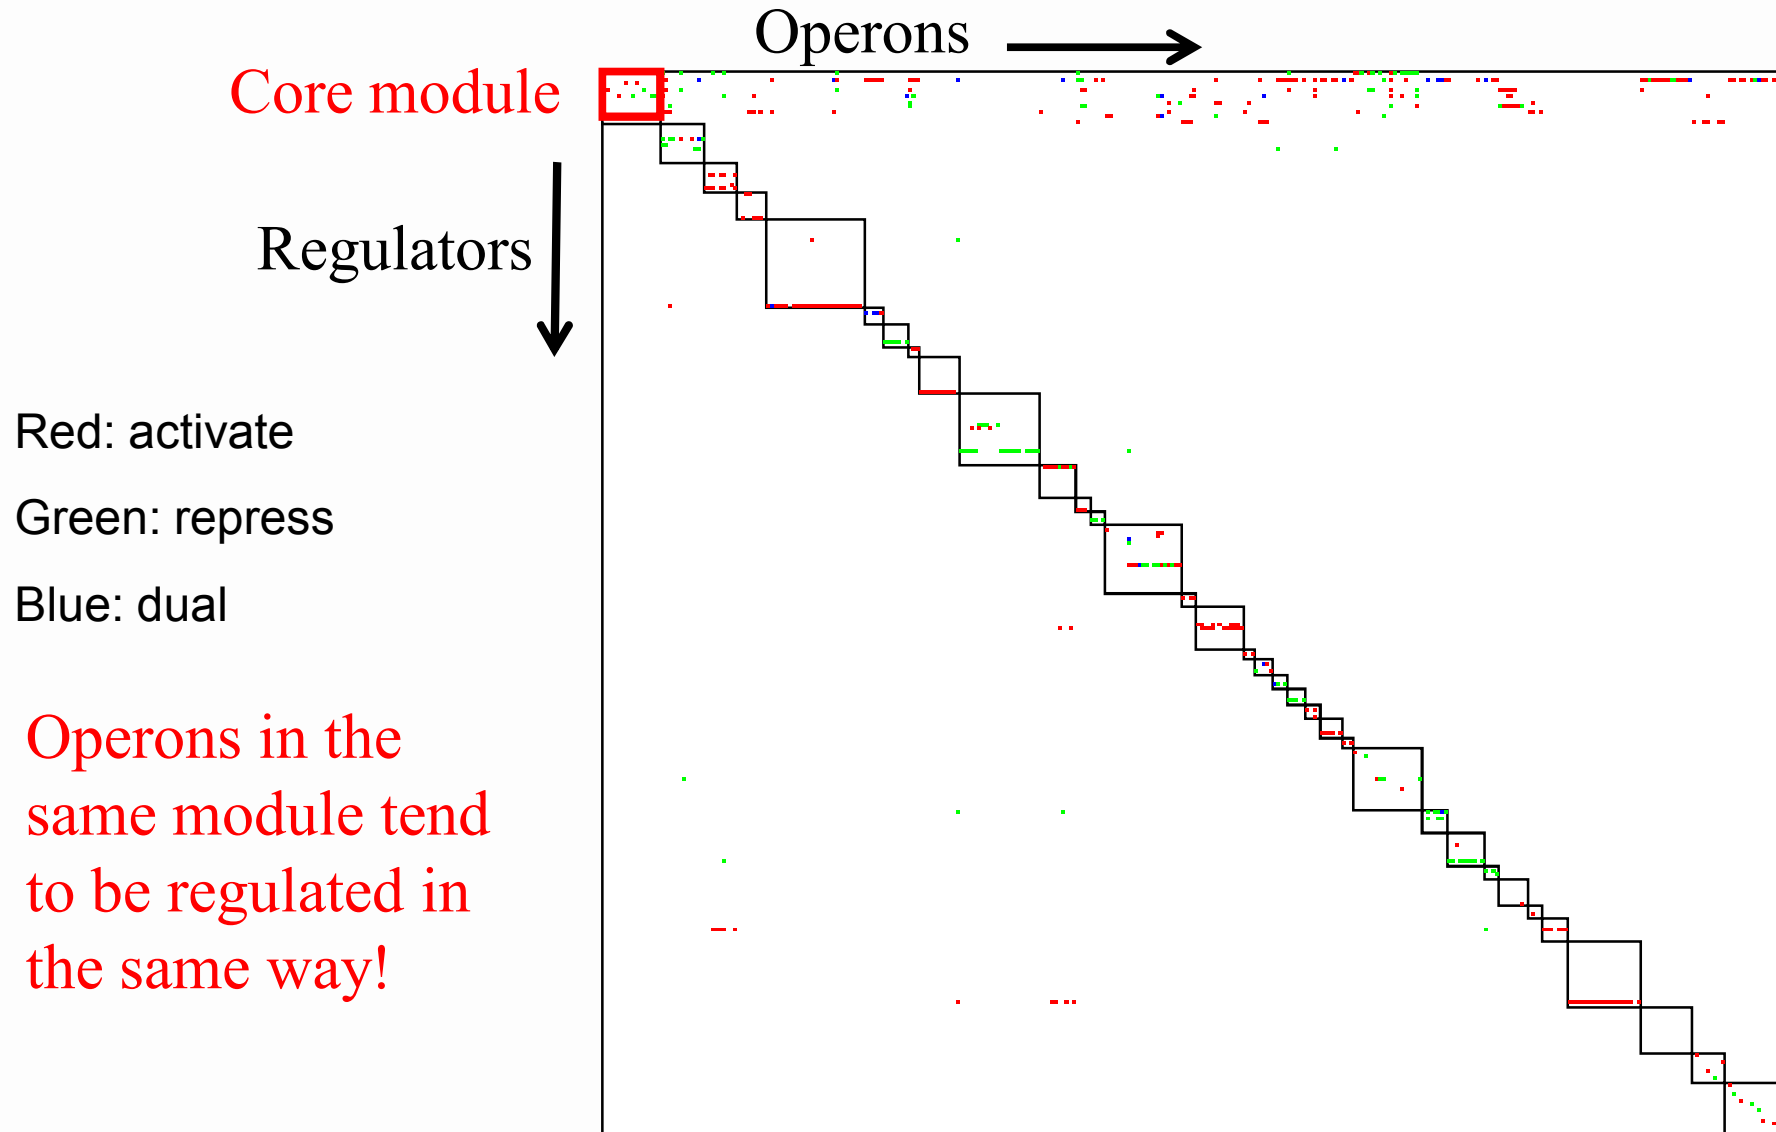 Operons
Core module
Regulators
Red: activate
Green: repress
Blue: dual
Operons in the
same module tend
to be regulated in
the same way!